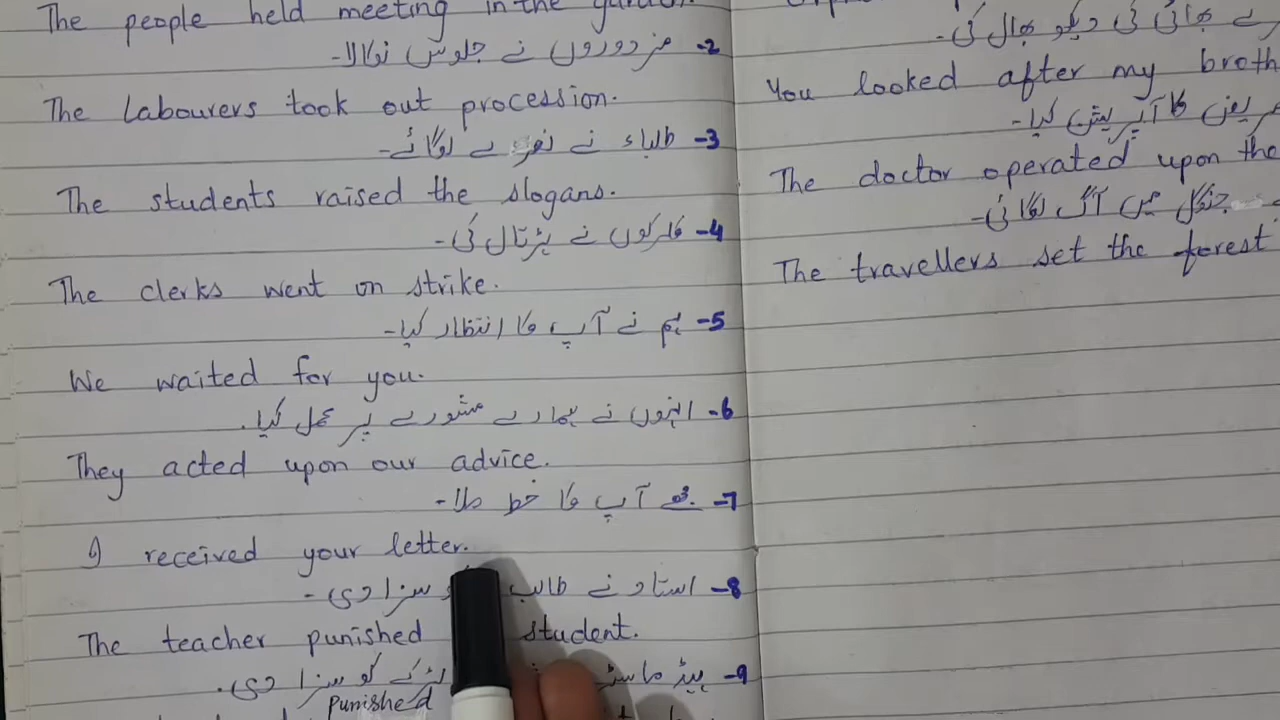 The people held meeting in the garden.
2- مزدوروں نے جلوس نکالا۔
The Labourers took out procession.
3- طلباء نے نعرے لگائے۔
The students raised the slogans.
4- کلرکوں نے ہڑتال کی۔
The clerks went on strike.
5- ہم نے آپ کا انتظار کیا۔
We waited for you.
6- انہوں نے ہمارے مشورے پر عمل کیا.
They acted upon our advice.
7- مجھے آپ کا خط ملا۔
I received your letter.
8- استاد نے طالب سزا دی۔
The teacher punished student.
9- ہیڈ ماسٹر لڑکے کو سزا دی.
punished
نے بھائی کی دیکھ بھال کی۔
You looked after my broth
مریض کا آپریشن کیا۔
The doctor operated upon the
جنگل میں آگ لگائی۔
The travellers set the forest